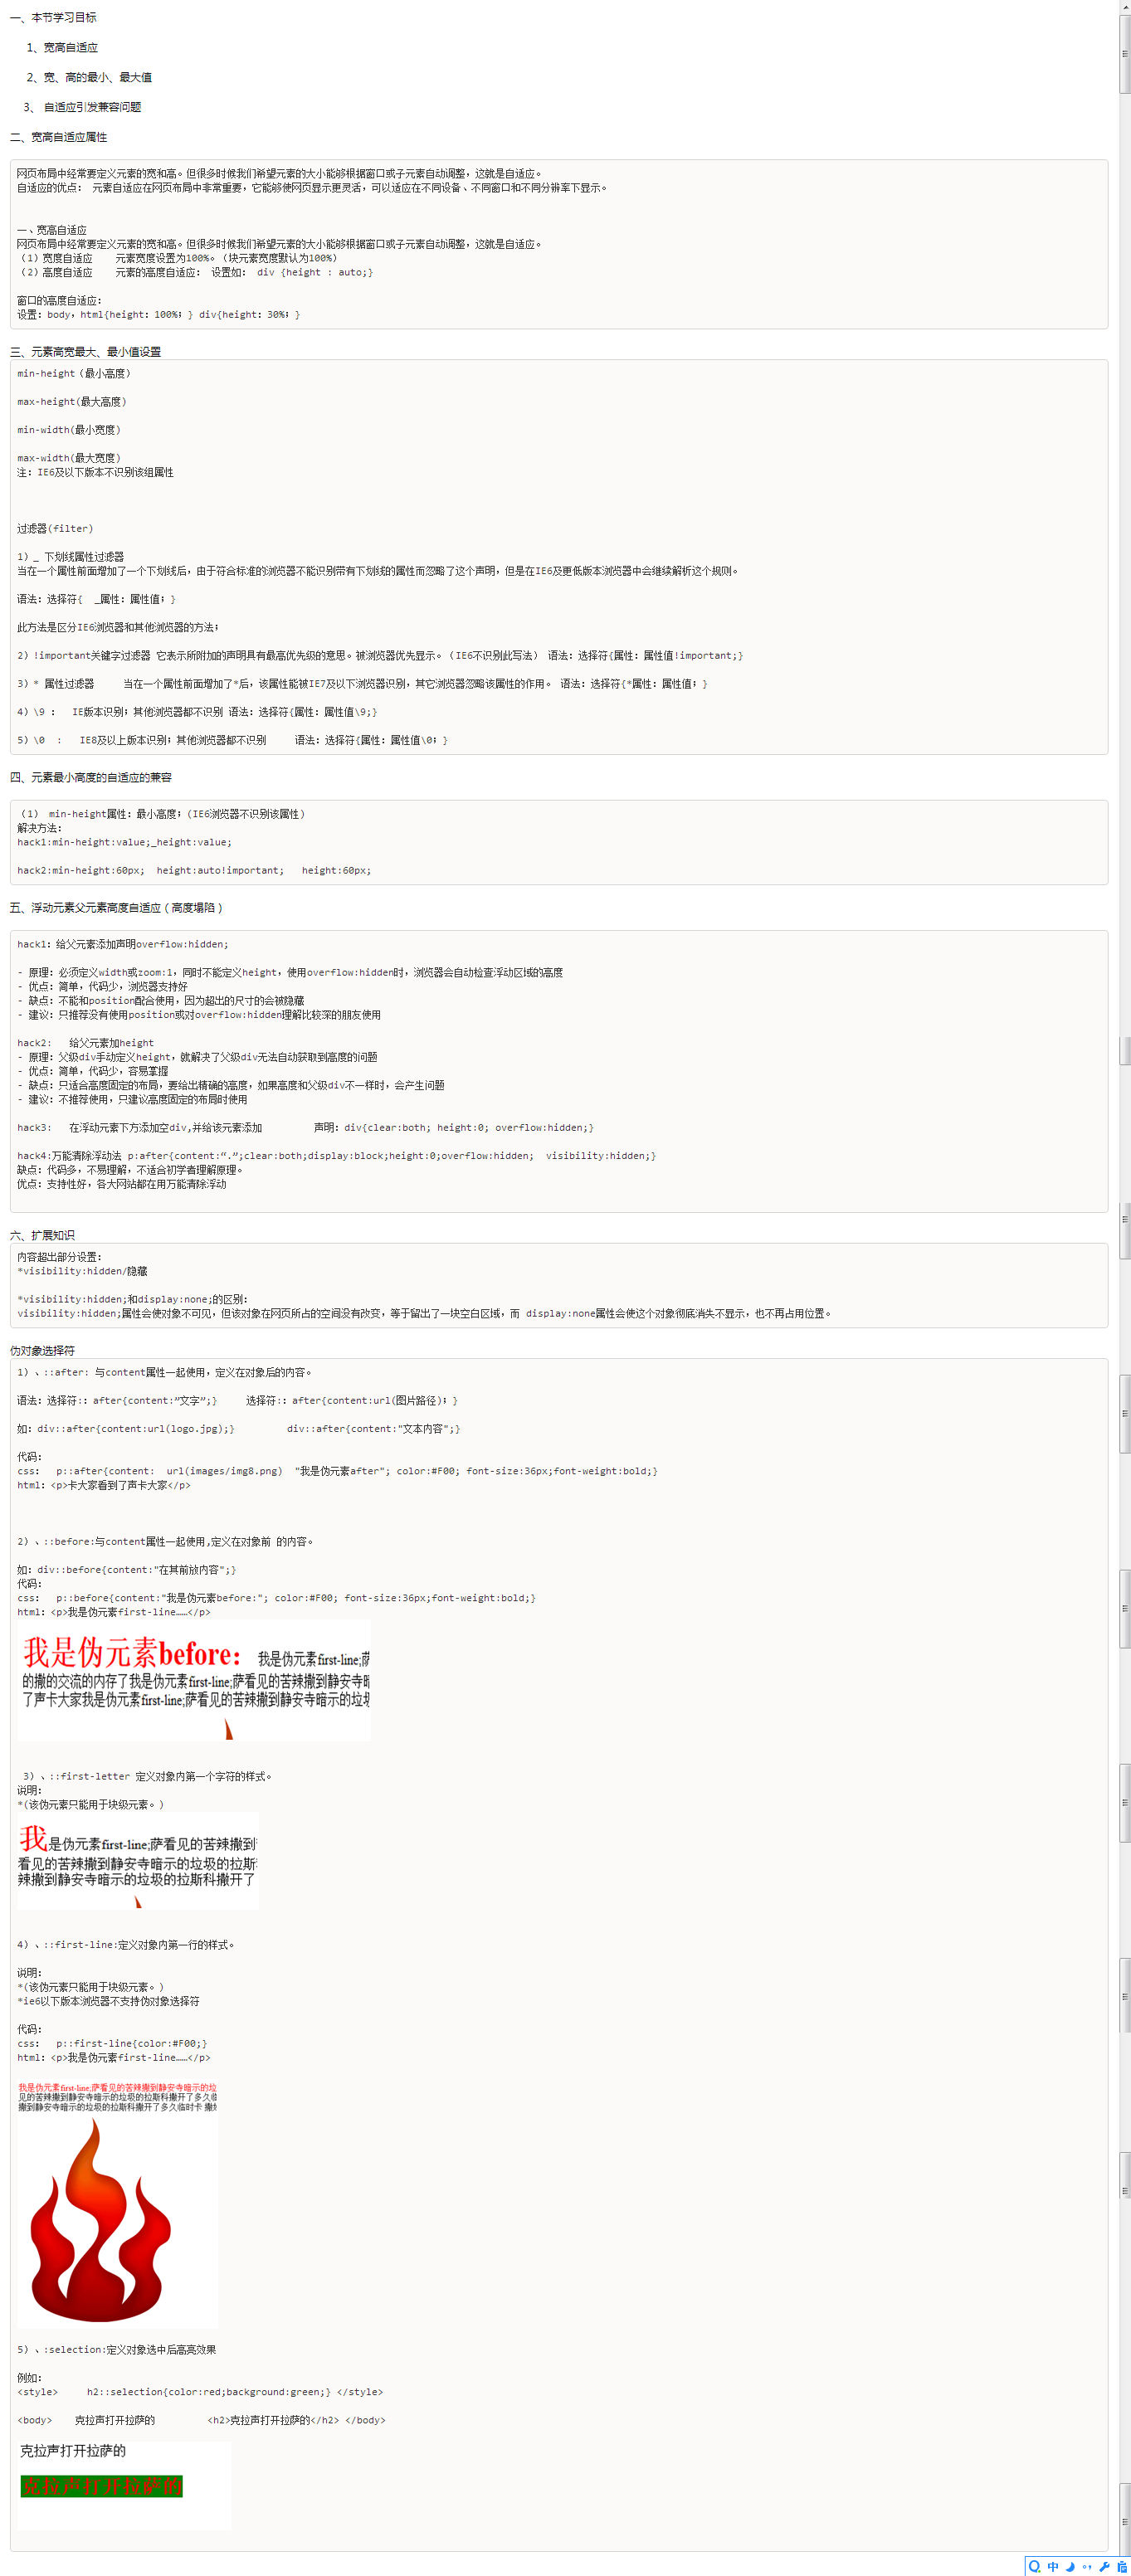 一、本节学习目标
1、宽高自适应
2、宽、高的最小、最大值
3、 自适应引发兼容问题
二、宽高自适应属性
网页布局中经常要定义元素的宽和高。但很多时候我们希望元素的大小能够根据窗口或子元素自动调整，这就是自适应。
自适应的优点： 元素自适应在网页布局中非常重要，它能够使网页显示更灵活，可以适应在不同设备、不同窗口和不同分辨率下显示。
一、宽高自适应
网页布局中经常要定义元素的宽和高。但很多时候我们希望元素的大小能够根据窗口或子元素自动调整，这就是自适应。
（1）宽度自适应 元素宽度设置为100%。（块元素宽度默认为100%）
（2）高度自适应 元素的高度自适应： 设置如： div {height : auto;}
窗口的高度自适应：
设置：body，html{height：100%；} div{height：30%；}
三、元素高宽最大、最小值设置
min-height（最小高度）
max-height(最大高度)
min-width(最小宽度)
max-width(最大宽度)
注：IE6及以下版本不识别该组属性
过滤器(filter)
1）_ 下划线属性过滤器
当在一个属性前面增加了一个下划线后，由于符合标准的浏览器不能识别带有下划线的属性而忽略了这个声明，但是在IE6及更低版本浏览器中会继续解析这个规则。
语法：选择符{ _属性：属性值；}
此方法是区分IE6浏览器和其他浏览器的方法；
2）!important关键字过滤器 它表示所附加的声明具有最高优先级的意思。被浏览器优先显示。（IE6不识别此写法） 语法：选择符{属性：属性值!important;}
3）* 属性过滤器 当在一个属性前面增加了*后，该属性能被IE7及以下浏览器识别，其它浏览器忽略该属性的作用。 语法：选择符{*属性：属性值；}
4）\9 ： IE版本识别；其他浏览器都不识别 语法：选择符{属性：属性值\9;}
5）\0 ： IE8及以上版本识别；其他浏览器都不识别 语法：选择符{属性：属性值\0；}
四、元素最小高度的自适应的兼容
（1） min-height属性：最小高度；(IE6浏览器不识别该属性)
解决方法：
hack1:min-height:value;_height:value;
hack2:min-height:60px; height:auto!important; height:60px;
五、浮动元素父元素高度自适应（高度塌陷）
hack1：给父元素添加声明overflow:hidden;
- 原理：必须定义width或zoom:1，同时不能定义height，使用overflow:hidden时，浏览器会自动检查浮动区域的高度
- 优点：简单，代码少，浏览器支持好
- 缺点：不能和position配合使用，因为超出的尺寸的会被隐藏
- 建议：只推荐没有使用position或对overflow:hidden理解比较深的朋友使用
hack2: 给父元素加height
- 原理：父级div手动定义height，就解决了父级div无法自动获取到高度的问题
- 优点：简单，代码少，容易掌握
- 缺点：只适合高度固定的布局，要给出精确的高度，如果高度和父级div不一样时，会产生问题
- 建议：不推荐使用，只建议高度固定的布局时使用
hack3: 在浮动元素下方添加空div,并给该元素添加 声明：div{clear:both; height:0; overflow:hidden;}
hack4:万能清除浮动法 p:after{content:“.”;clear:both;display:block;height:0;overflow:hidden; visibility:hidden;}
缺点：代码多，不易理解，不适合初学者理解原理。
优点：支持性好，各大网站都在用万能清除浮动
六、扩展知识
内容超出部分设置：
*visibility:hidden/隐藏
*visibility:hidden;和display:none;的区别：
visibility:hidden;属性会使对象不可见，但该对象在网页所占的空间没有改变，等于留出了一块空白区域，而 display:none属性会使这个对象彻底消失不显示，也不再占用位置。
伪对象选择符
1）、::after: 与content属性一起使用，定义在对象后的内容。
语法：选择符:：after{content:”文字”;} 选择符:：after{content:url(图片路径)；}
如：div::after{content:url(logo.jpg);} div::after{content:"文本内容";}
代码：
css: p::after{content: url(images/img8.png) "我是伪元素after"; color:#F00; font-size:36px;font-weight:bold;}
html：<p>卡大家看到了声卡大家</p>
2）、::before:与content属性一起使用,定义在对象前 的内容。
如：div::before{content:"在其前放内容";}
代码：
css: p::before{content:"我是伪元素before:"; color:#F00; font-size:36px;font-weight:bold;}
html：<p>我是伪元素first-line……</p>
我是伪元素before： 我是伪元素first-line;萨
的撒的交流的内存了我是伪元素first-line;萨看见的苦辣撒到静安寺暗
了声卡大家我是伪元素first-line;萨看见的苦辣撒到静安寺暗示的垃圾
3）、::first-letter 定义对象内第一个字符的样式。
说明：
*(该伪元素只能用于块级元素。)
我是伪元素first-line;萨看见的苦辣撒到
看见的苦辣撒到静安寺暗示的垃圾的拉斯
辣撒到静安寺暗示的垃圾的拉斯科撒开了
4）、::first-line:定义对象内第一行的样式。
说明：
*(该伪元素只能用于块级元素。)
*ie6以下版本浏览器不支持伪对象选择符
代码：
css: p::first-line{color:#F00;}
html：<p>我是伪元素first-line……</p>
我是伪元素first-line;萨看见的苦辣撒到静安寺暗示的垃
见的苦辣撒到静安寺暗示的垃圾的拉斯科撒开了多久临
撒到静安寺暗示的垃圾的拉斯科撒开了多久临时卡 撒
5）、:selection:定义对象选中后高亮效果
例如：
<style> h2::selection{color:red;background:green;} </style>
<body> 克拉声打开拉萨的 <h2>克拉声打开拉萨的</h2> </body>
克拉声打开拉萨的
克拉声打开拉萨的
中